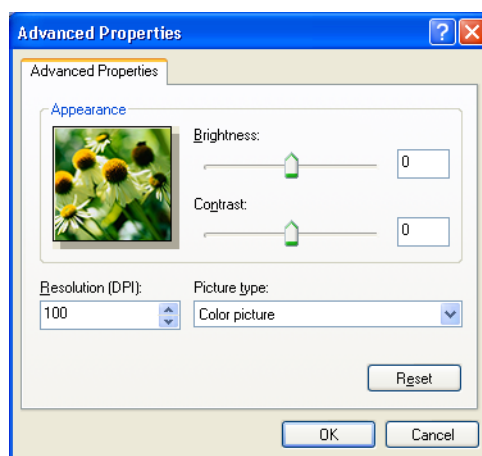 Advanced Properties
Advanced Properties
Appearance
Brightness:
0
Contrast:
0
Resolution (DPI):
Picture type:
100
Color picture
Reset
OK
Cancel